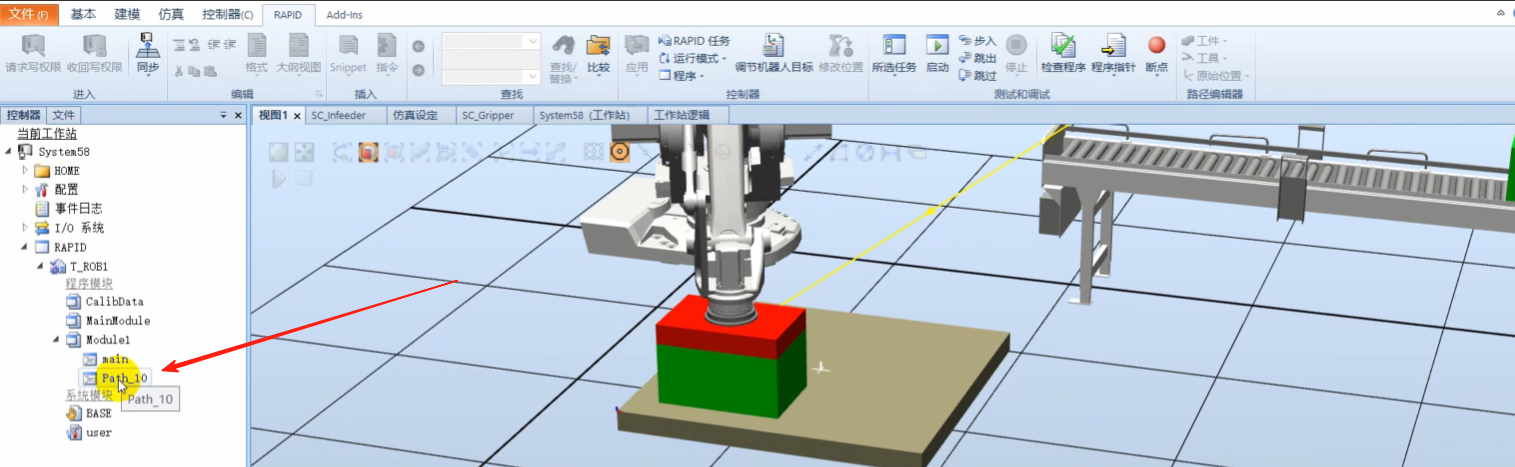 文件(F) 基本 建模 仿真 控制器(C) RAPID Add-Ins
请求写权限 收回写权限 同步 格式 大纲视图 Snippet 指令 查找/替换 比较 应用 RAPID 任务 运行模式 程序 调节机器人目标 修改位置 所选任务 启动 步入 跳出 跳过 停止 检查程序 程序指针 断点 工件 工具 原始位置
进入 编辑 插入 查找 控制器 测试和调试 路径编辑器
控制器 文件 视图1 SC_Infeeder 仿真设定 SC_Gripper System58 (工作站) 工作站逻辑
当前工作站
System58
HOME
配置
事件日志
I/O 系统
RAPID
T_ROB1
程序模块
CalibData
MainModule
Module1
main
Path_10
系统模块
Path_10
BASE
user